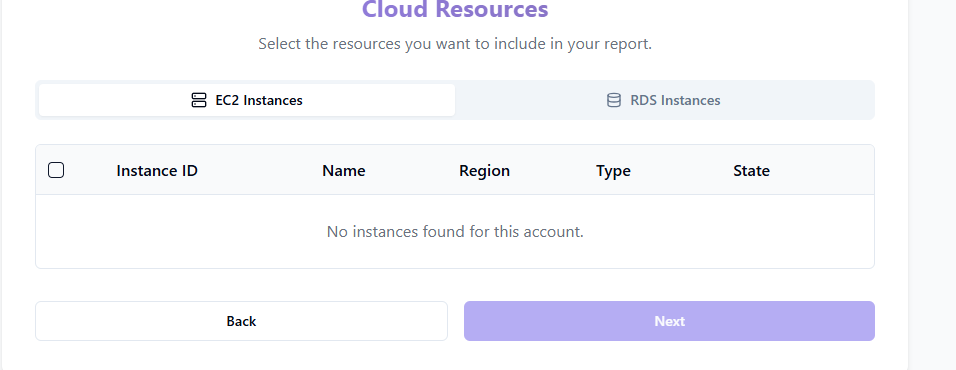 Cloud Resources
Select the resources you want to include in your report.
EC2 Instances RDS Instances
Instance ID Name Region Type State
No instances found for this account.
Back Next